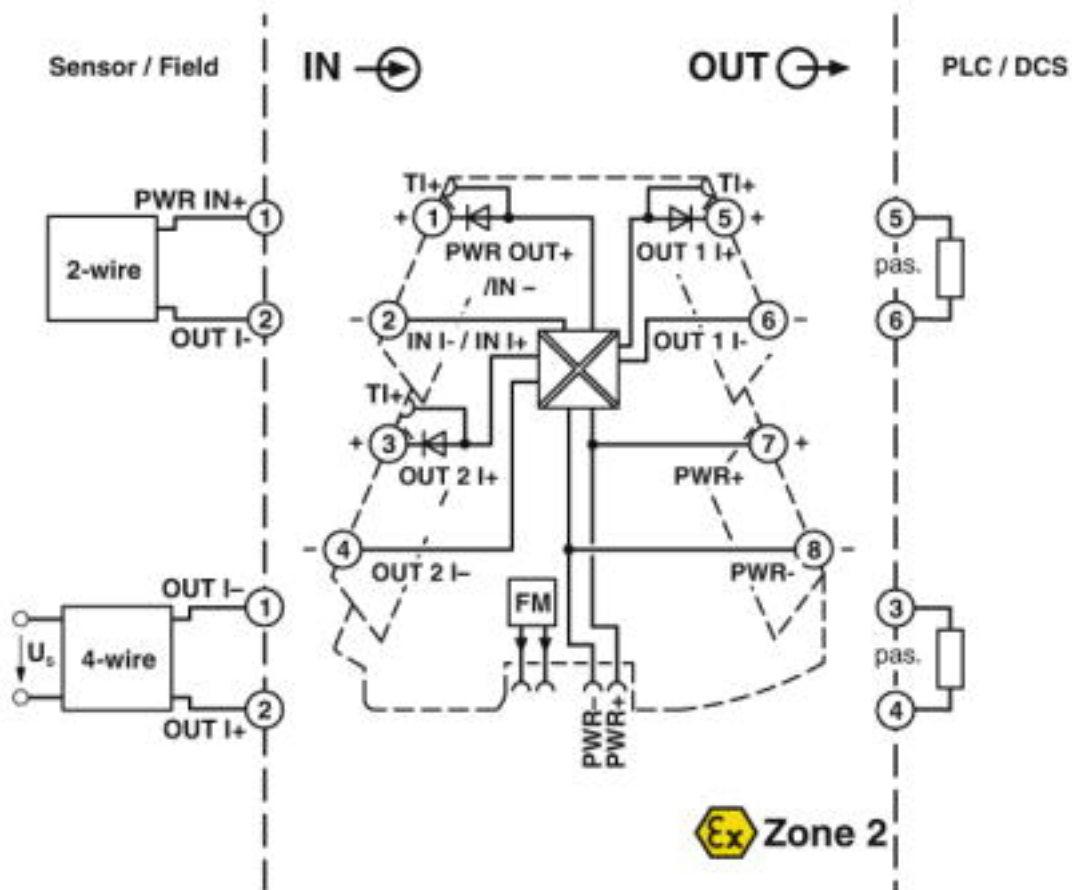 Sensor / Field
IN
OUT
PLC / DCS
PWR IN+
1
2-wire
2
OUT I-
TI+
+ 1
PWR OUT+
/IN –
– 2
IN I- / IN I+
TI+
5 +
OUT 1 I+
6 –
OUT 1 I-
5
pas.
6
TI+
+ 3
OUT 2 I+
– 4
OUT 2 I–
7 +
PWR+
8 –
PWR-
FM
PWR–
PWR+
OUT I–
1
Us
4-wire
2
OUT I+
3
pas.
4
Ex Zone 2